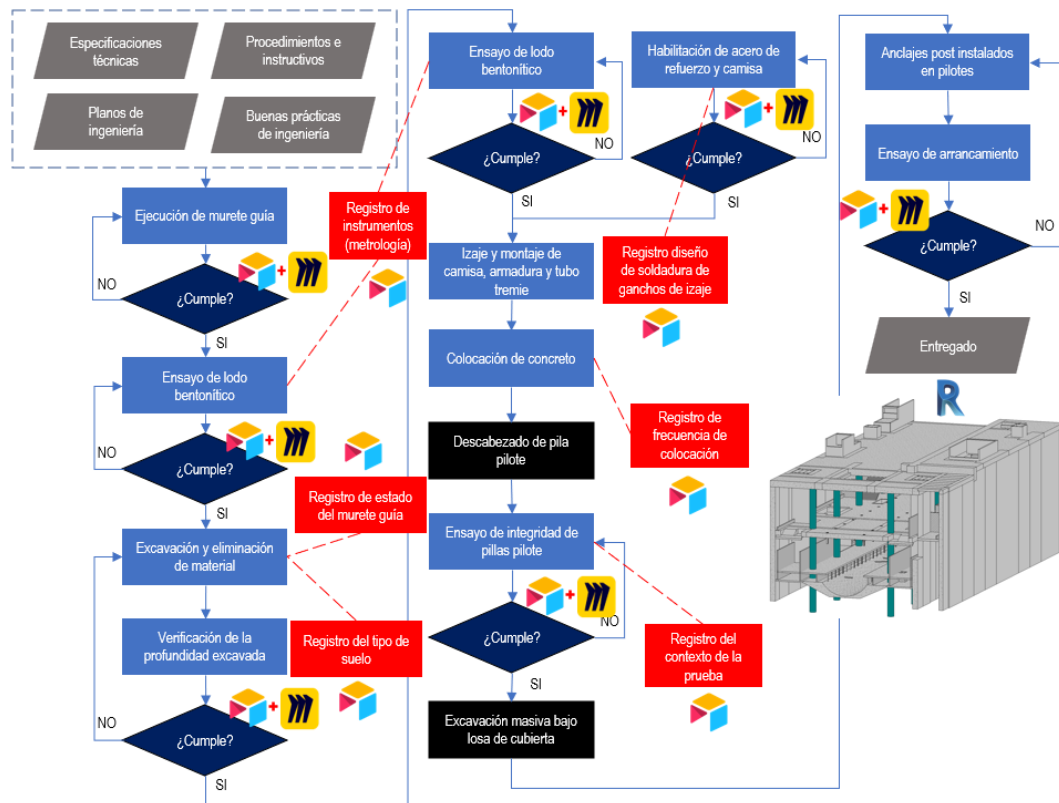 Especificaciones
técnicas
Procedimientos e
instructivos
Planos de
ingeniería
Buenas prácticas
de ingeniería
Ejecución de murete guía
¿Cumple?
NO
SI
Ensayo de lodo
bentonítico
¿Cumple?
NO
SI
Excavación y eliminación
de material
Verificación de la
profundidad excavada
¿Cumple?
NO
SI
Registro de
instrumentos
(metrología)
Registro de estado
del murete guía
Registro del tipo de
suelo
Ensayo de lodo
bentonítico
¿Cumple?
NO
SI
Habilitación de acero de
refuerzo y camisa
¿Cumple?
NO
SI
Izaje y montaje de
camisa, armadura y tubo
tremie
Registro diseño
de soldadura de
ganchos de izaje
Colocación de concreto
Registro de
frecuencia de
colocación
Descabezado de pila
pilote
Ensayo de integridad de
pillas pilote
¿Cumple?
NO
SI
Registro del
contexto de la
prueba
Excavación masiva bajo
losa de cubierta
Anclajes post instalados
en pilotes
Ensayo de arrancamiento
¿Cumple?
NO
SI
Entregado
R